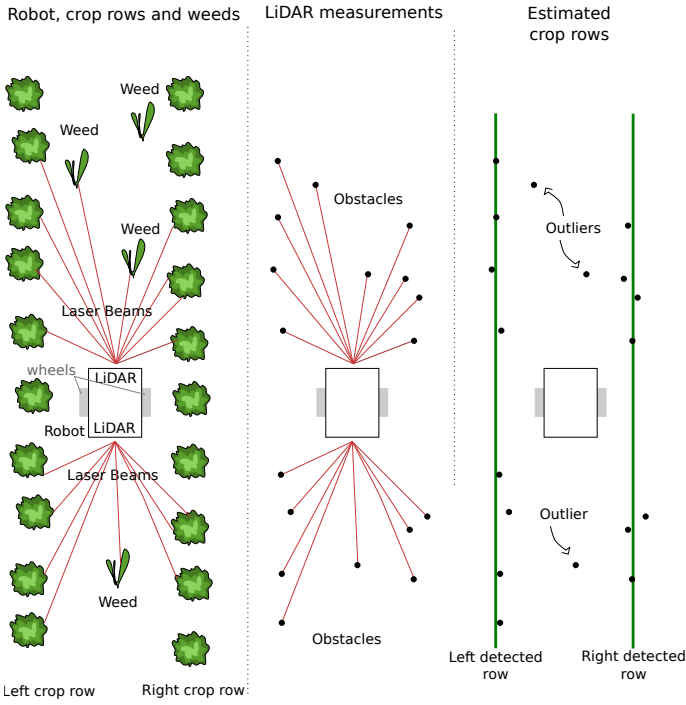 Robot, crop rows and weeds
Weed
Weed
Weed
Laser Beams
wheels
LiDAR
LiDAR
Robot
Laser Beams
Weed
Left crop row
Right crop row
LiDAR measurements
Obstacles
Obstacles
Estimated
crop rows
Outliers
Outlier
Left detected
row
Right detected
row